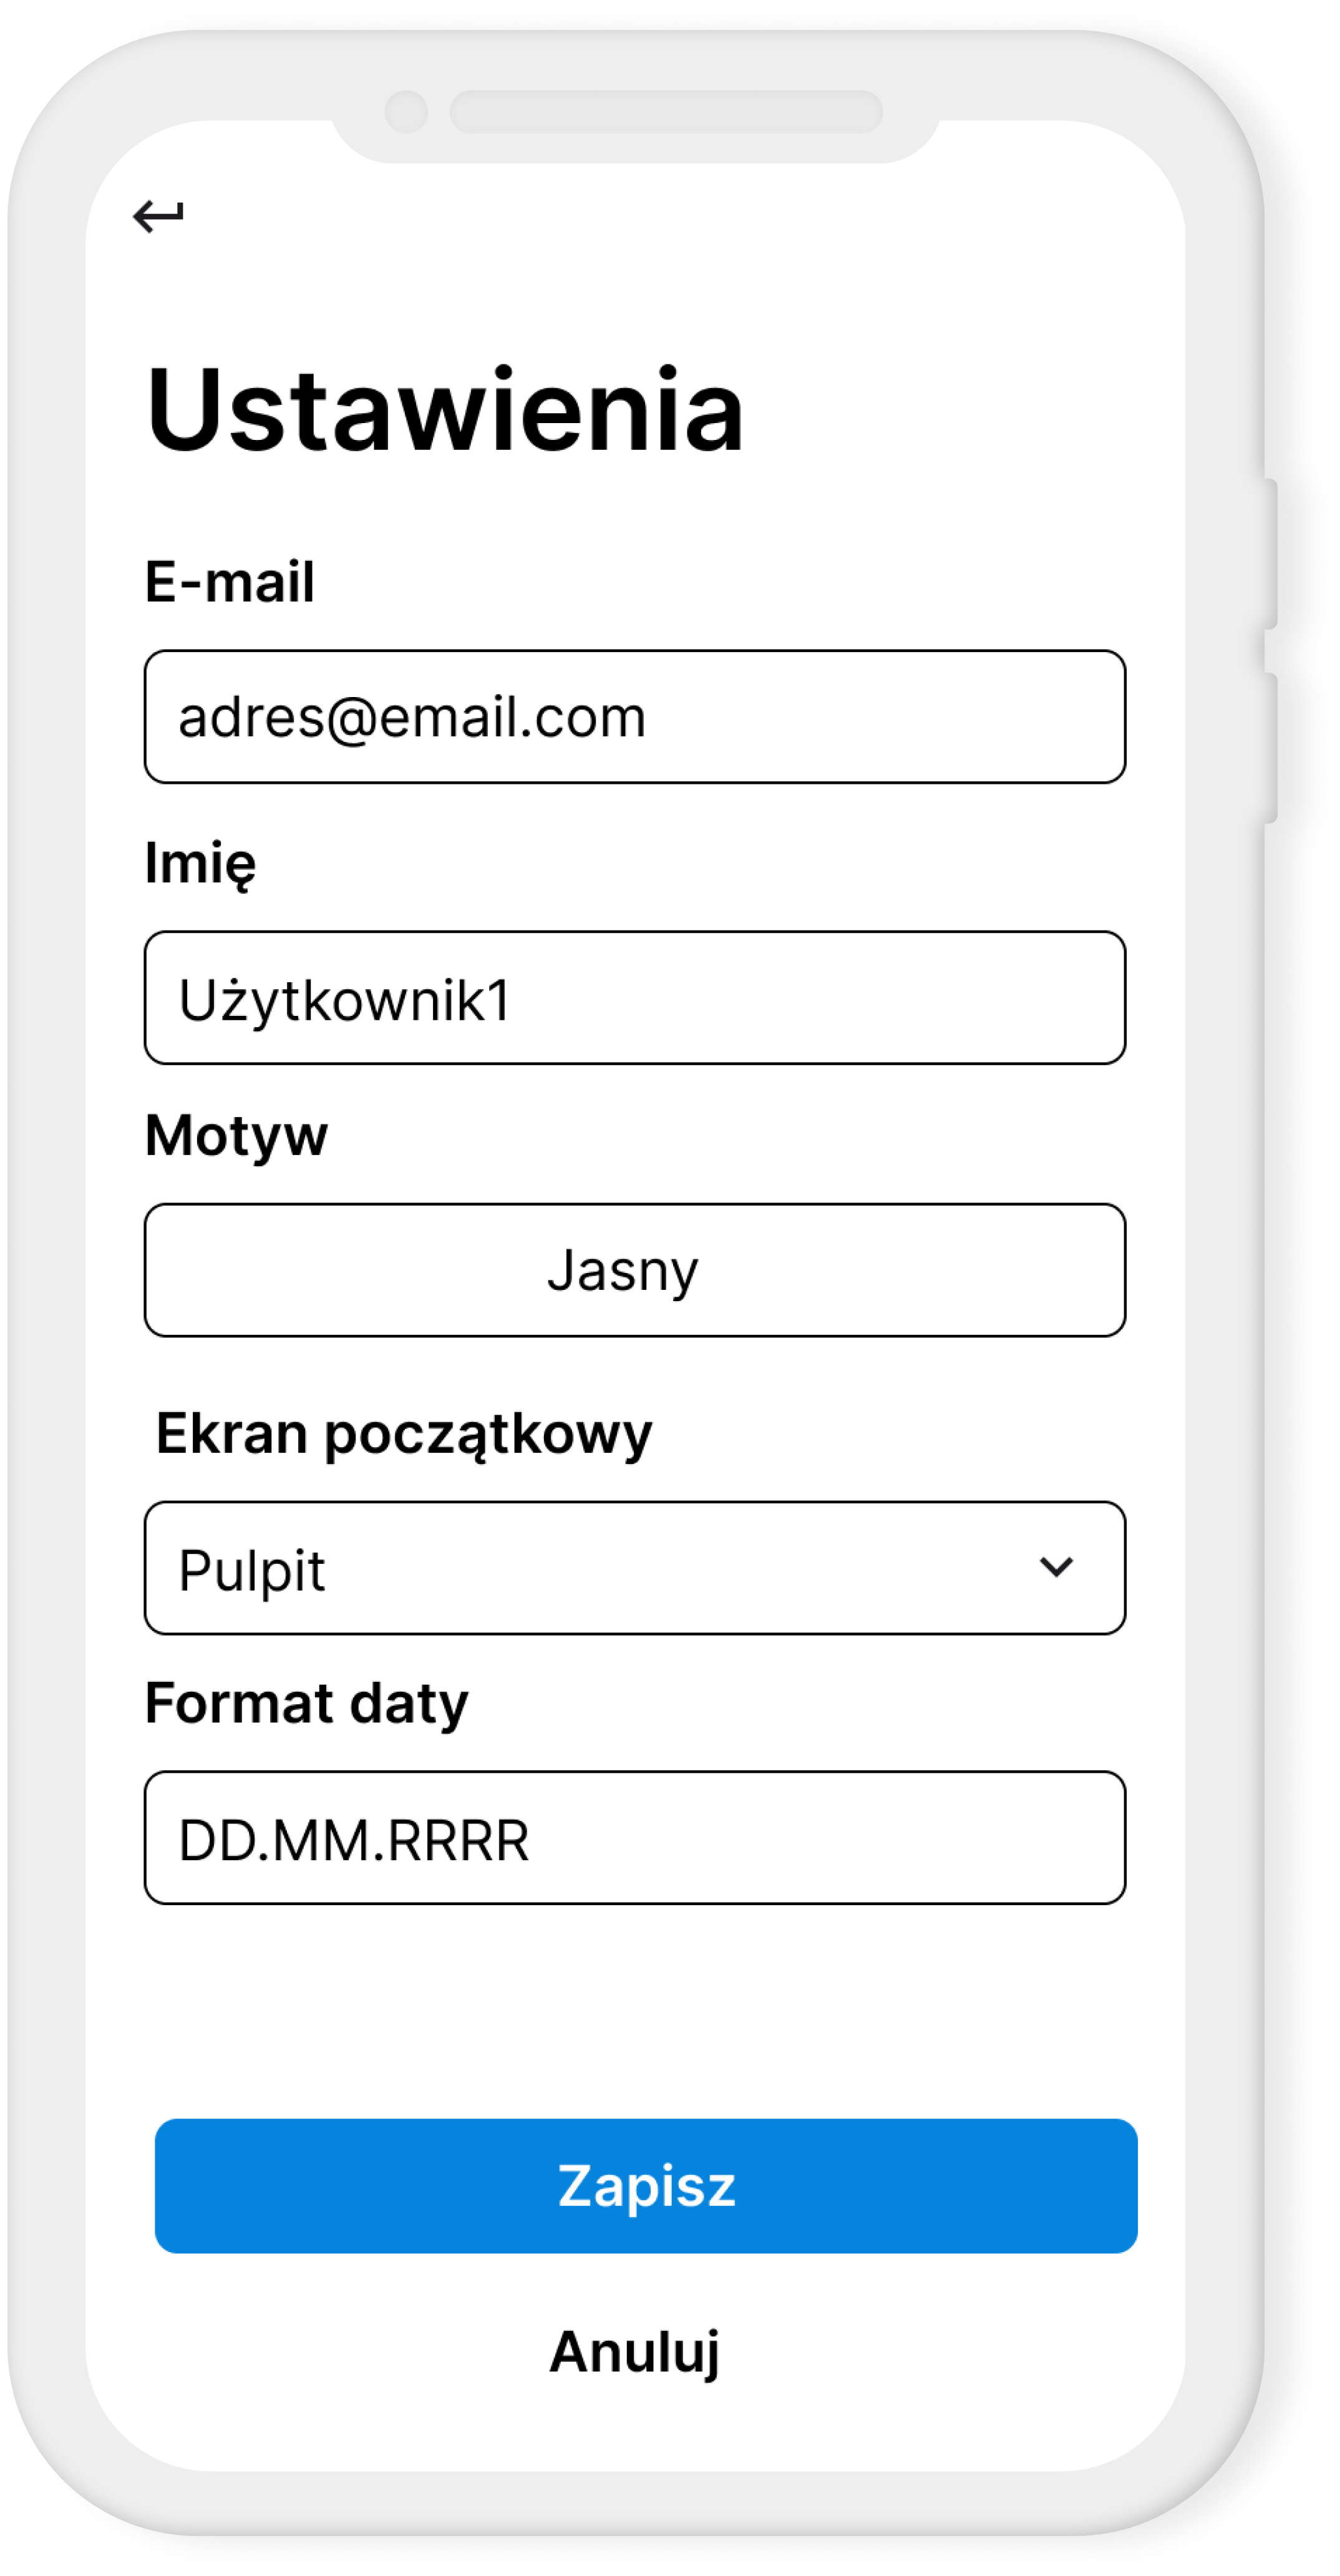 Ustawienia
E-mail
adres@email.com
Imię
Użytkownik1
Motyw
Jasny
Ekran początkowy
Pulpit
Format daty
DD.MM.RRRR
Zapisz
Anuluj